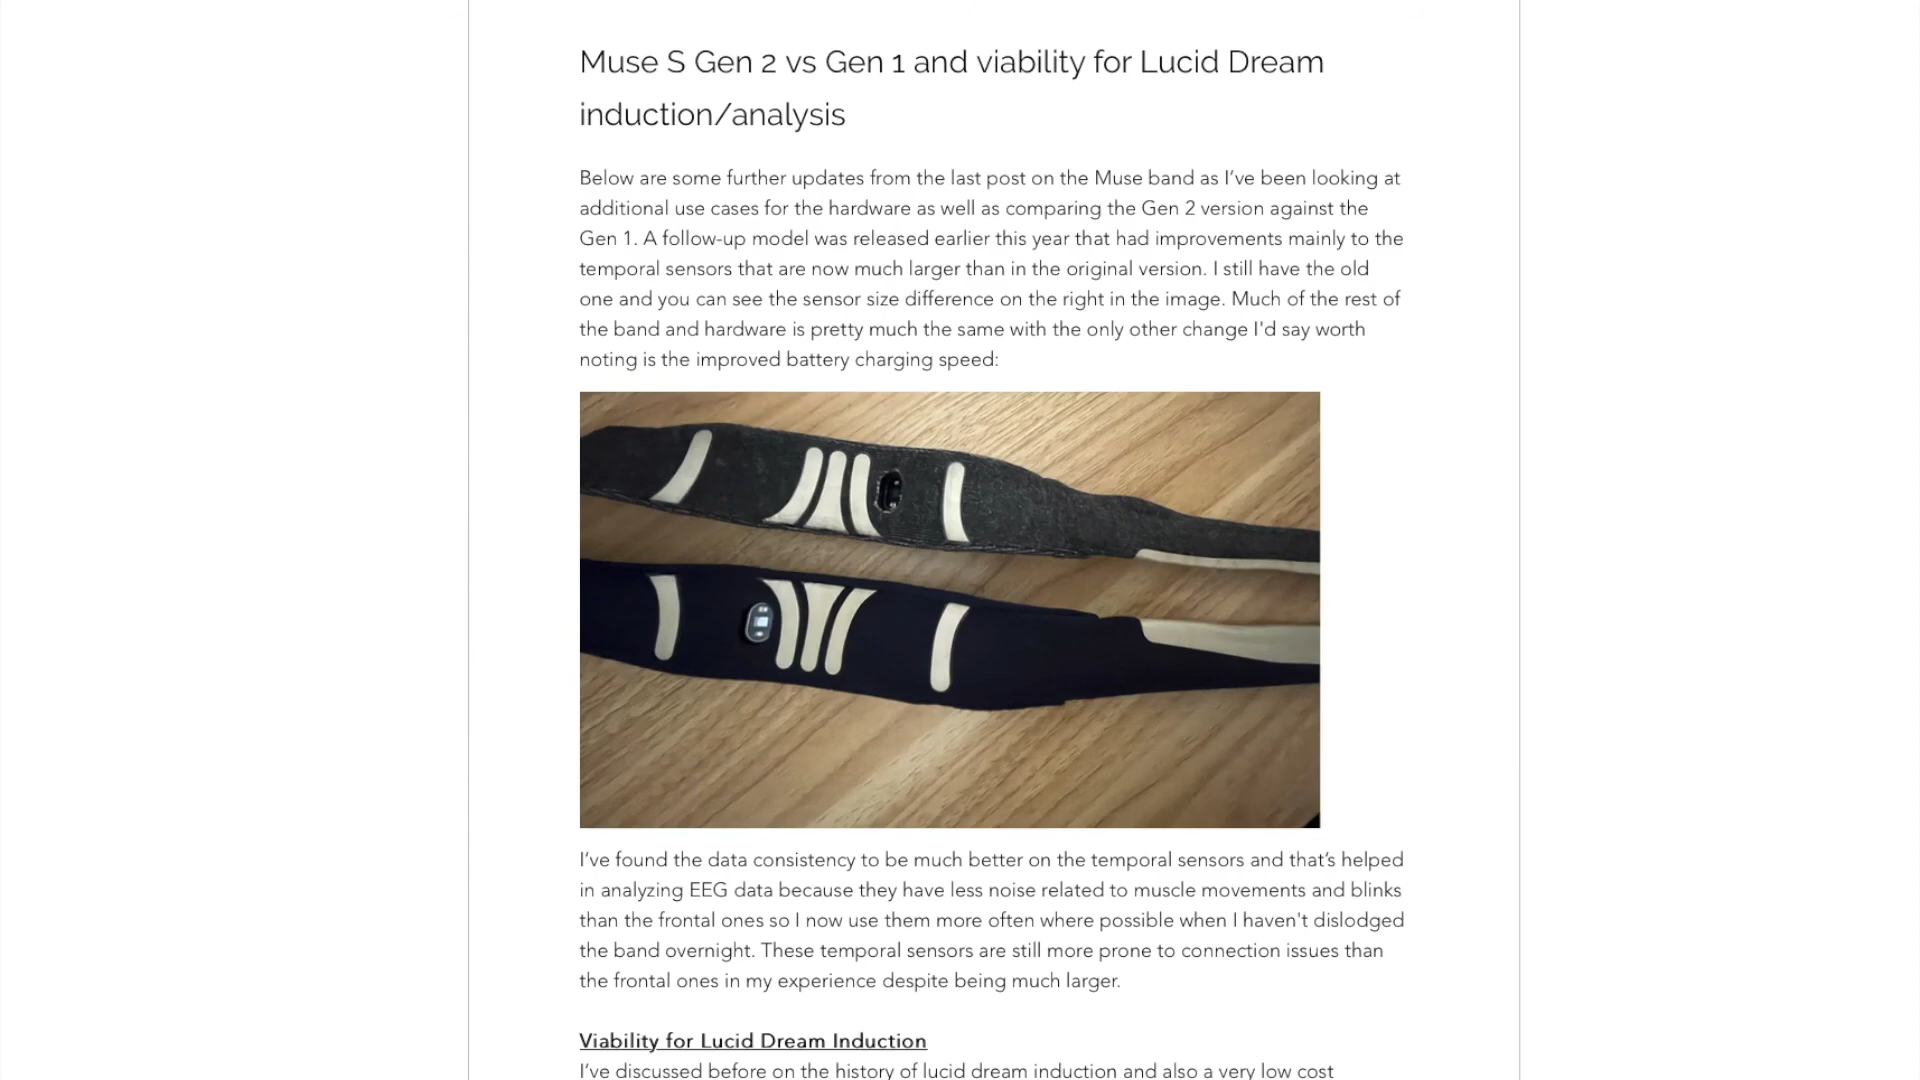 Muse S Gen 2 vs Gen 1 and viability for Lucid Dream
induction/analysis
Below are some further updates from the last post on the Muse band as I’ve been looking at
additional use cases for the hardware as well as comparing the Gen 2 version against the
Gen 1. A follow-up model was released earlier this year that had improvements mainly to the
temporal sensors that are now much larger than in the original version. I still have the old
one and you can see the sensor size difference on the right in the image. Much of the rest of
the band and hardware is pretty much the same with the only other change I'd say worth
noting is the improved battery charging speed:
I’ve found the data consistency to be much better on the temporal sensors and that’s helped
in analyzing EEG data because they have less noise related to muscle movements and blinks
than the frontal ones so I now use them more often where possible when I haven't dislodged
the band overnight. These temporal sensors are still more prone to connection issues than
the frontal ones in my experience despite being much larger.
Viability for Lucid Dream Induction
I’ve discussed before on the history of lucid dream induction and also a very low cost